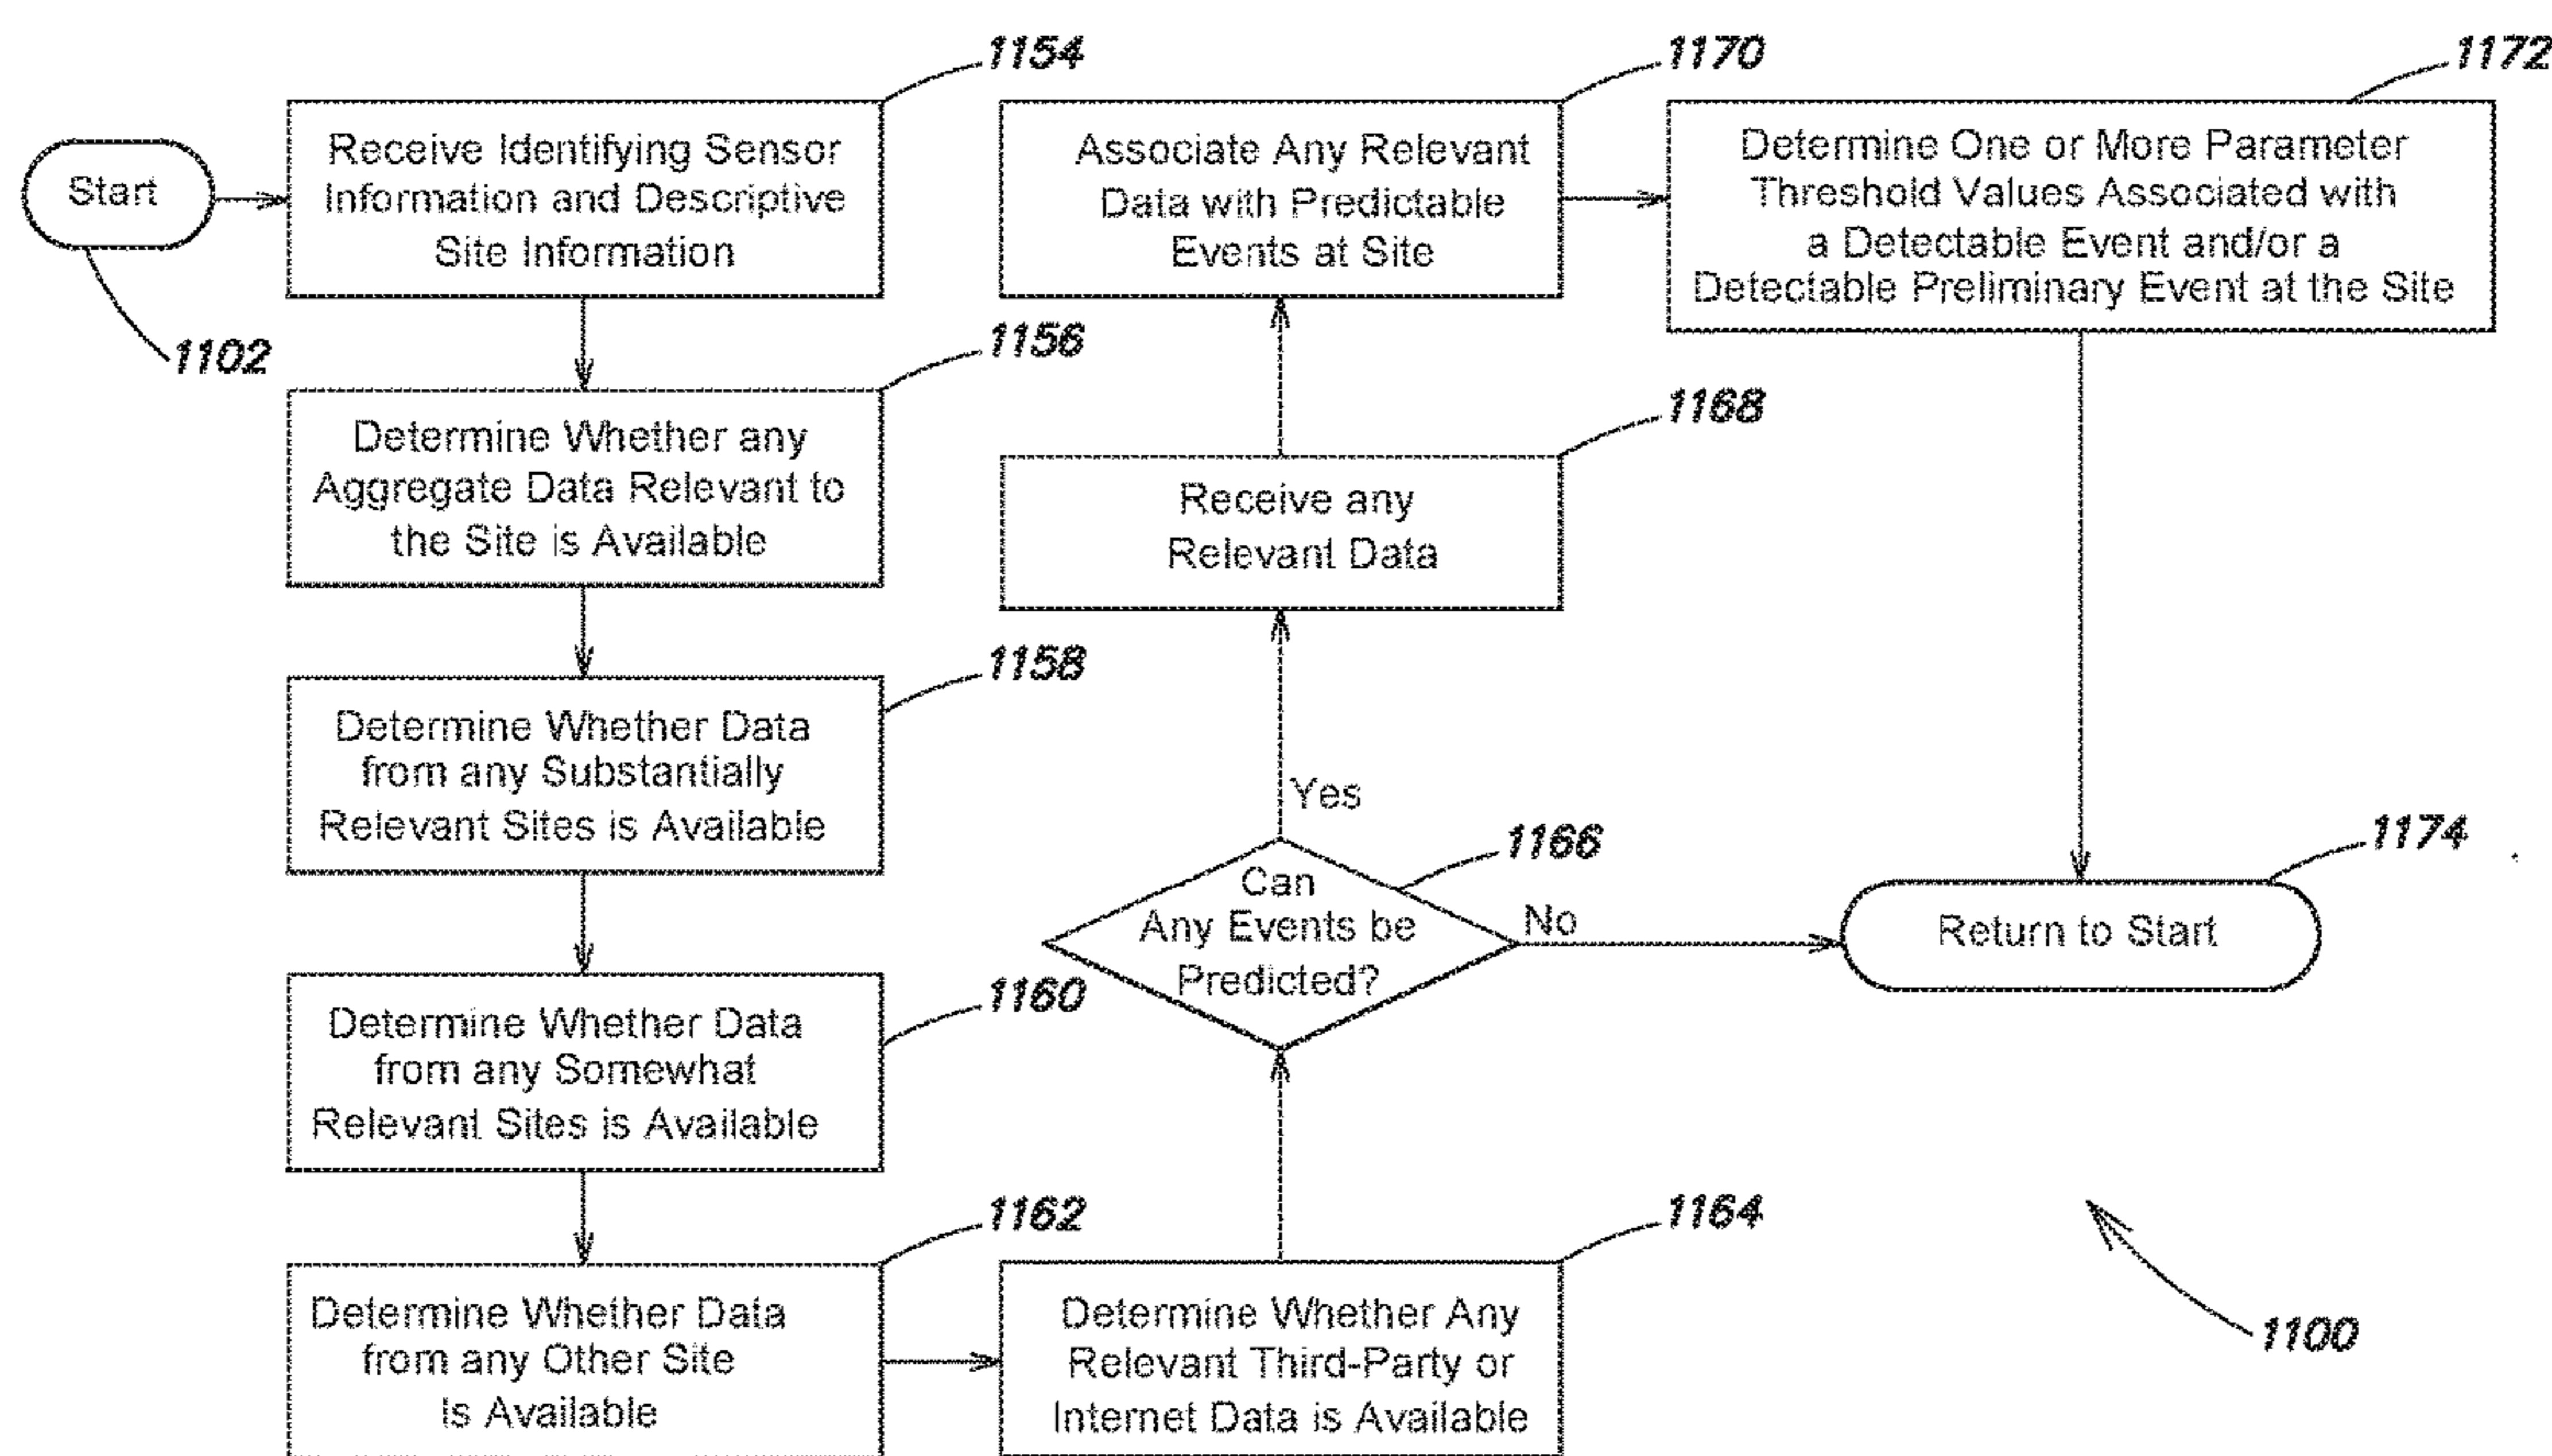 Start
1102
1154
Receive Identifying Sensor
Information and Descriptive
Site Information
1156
Determine Whether any
Aggregate Data Relevant to
the Site is Available
1158
Determine Whether Data
from any Substantially
Relevant Sites is Available
1160
Determine Whether Data
from any Somewhat
Relevant Sites is Available
1162
Determine Whether Data
from any Other Site
Is Available
1164
Determine Whether Any
Relevant Third-Party or
Internet Data is Available
1166
Can
Any Events be
Predicted?
Yes
No
1168
Receive any
Relevant Data
1170
Associate Any Relevant
Data with Predictable
Events at Site
1172
Determine One or More Parameter
Threshold Values Associated with
a Detectable Event and/or a
Detectable Preliminary Event at the Site
1174
Return to Start
1100